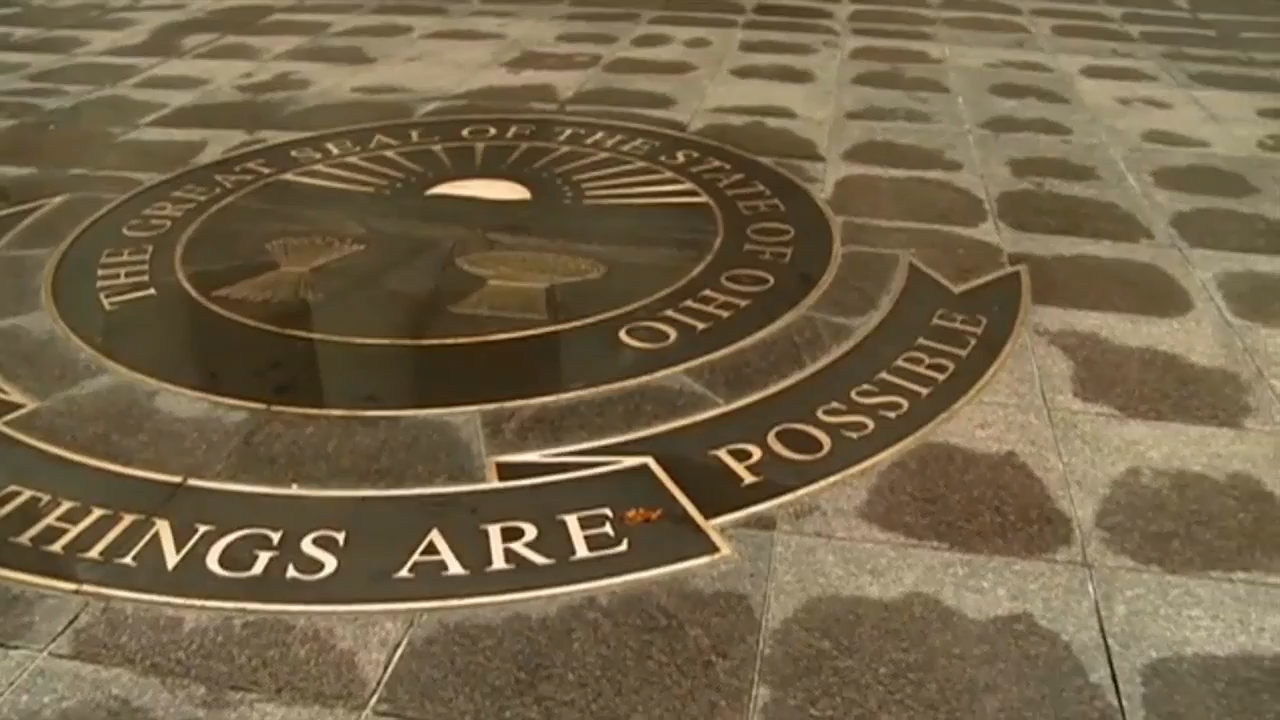 THE GREAT SEAL OF THE STATE OF OHIO
THINGS ARE
POSSIBLE